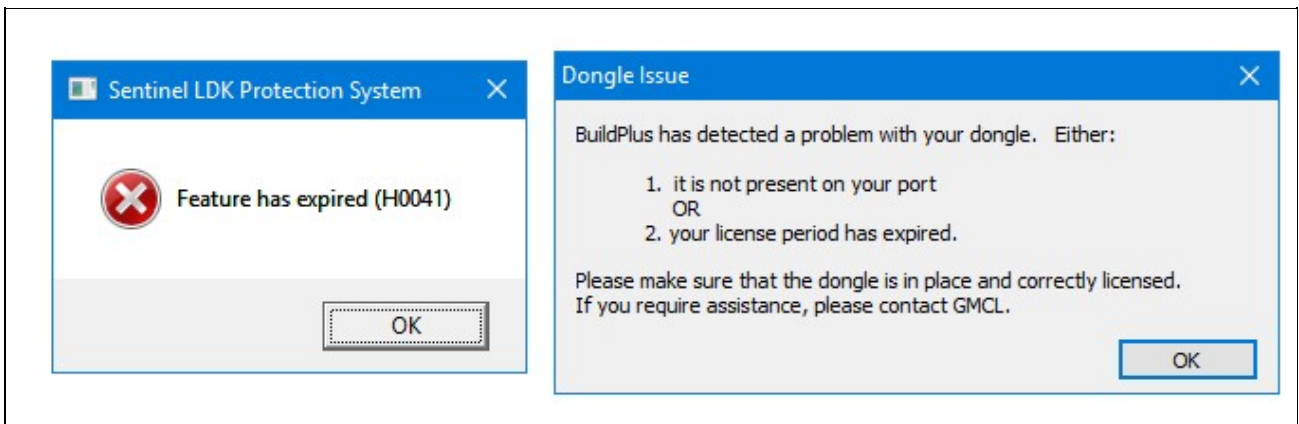 Sentinel LDK Protection System
Feature has expired (H0041)
OK
Dongle Issue
BuildPlus has detected a problem with your dongle. Either:
1. it is not present on your port
OR
2. your license period has expired.
Please make sure that the dongle is in place and correctly licensed.
If you require assistance, please contact GMCL.
OK